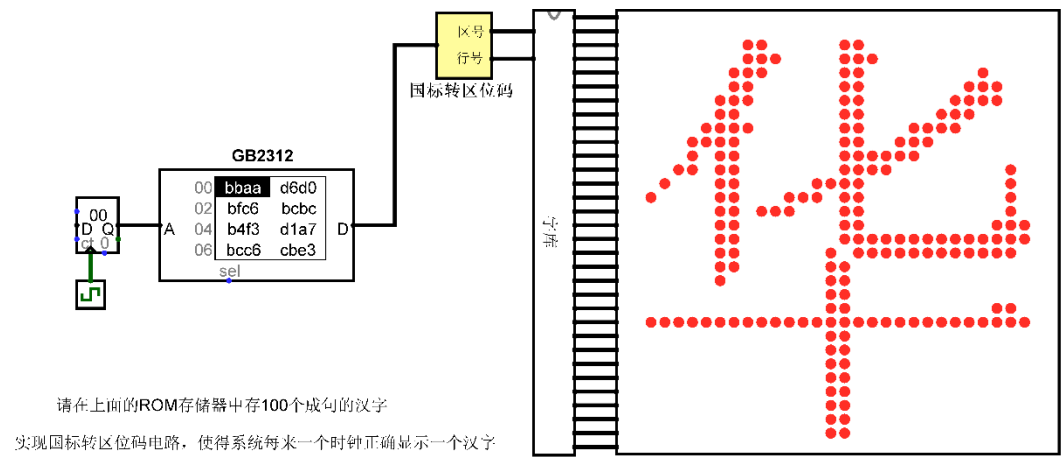 区号
行号
国标转区位码
GB2312
00 bbaa d6d0
02 bfc6 bcbc
04 b4f3 d1a7
06 bcc6 cbe3
A
D
sel
00
D Q
ct 0
字库
华
请在上面的ROM存储器中存100个成句的汉字
实现国标转区位码电路，使得系统每来一个时钟正确显示一个汉字